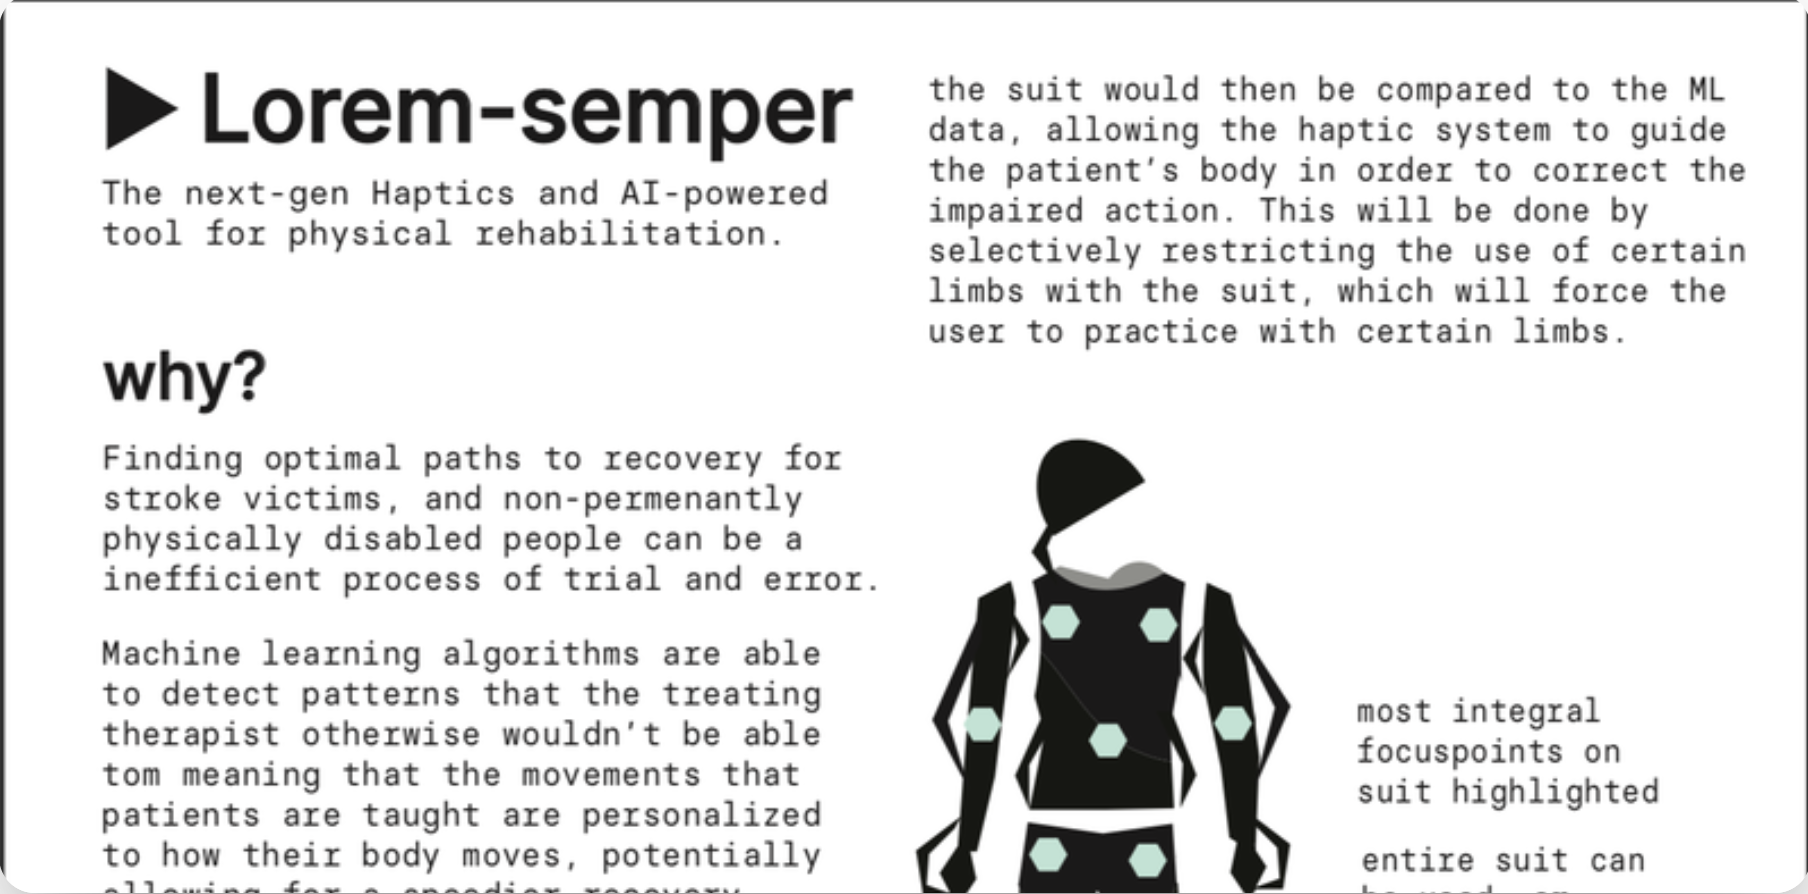 Lorem-semper
The next-gen Haptics and AI-powered
tool for physical rehabilitation.
why?
Finding optimal paths to recovery for
stroke victims, and non-permenantly
physically disabled people can be a
inefficient process of trial and error.
Machine learning algorithms are able
to detect patterns that the treating
therapist otherwise wouldn't be able
tom meaning that the movements that
patients are taught are personalized
to how their body moves, potentially
allowing for a speedier recovery
the suit would then be compared to the ML
data, allowing the haptic system to guide
the patient's body in order to correct the
impaired action. This will be done by
selectively restricting the use of certain
limbs with the suit, which will force the
user to practice with certain limbs.
most integral
focuspoints on
suit highlighted
entire suit can